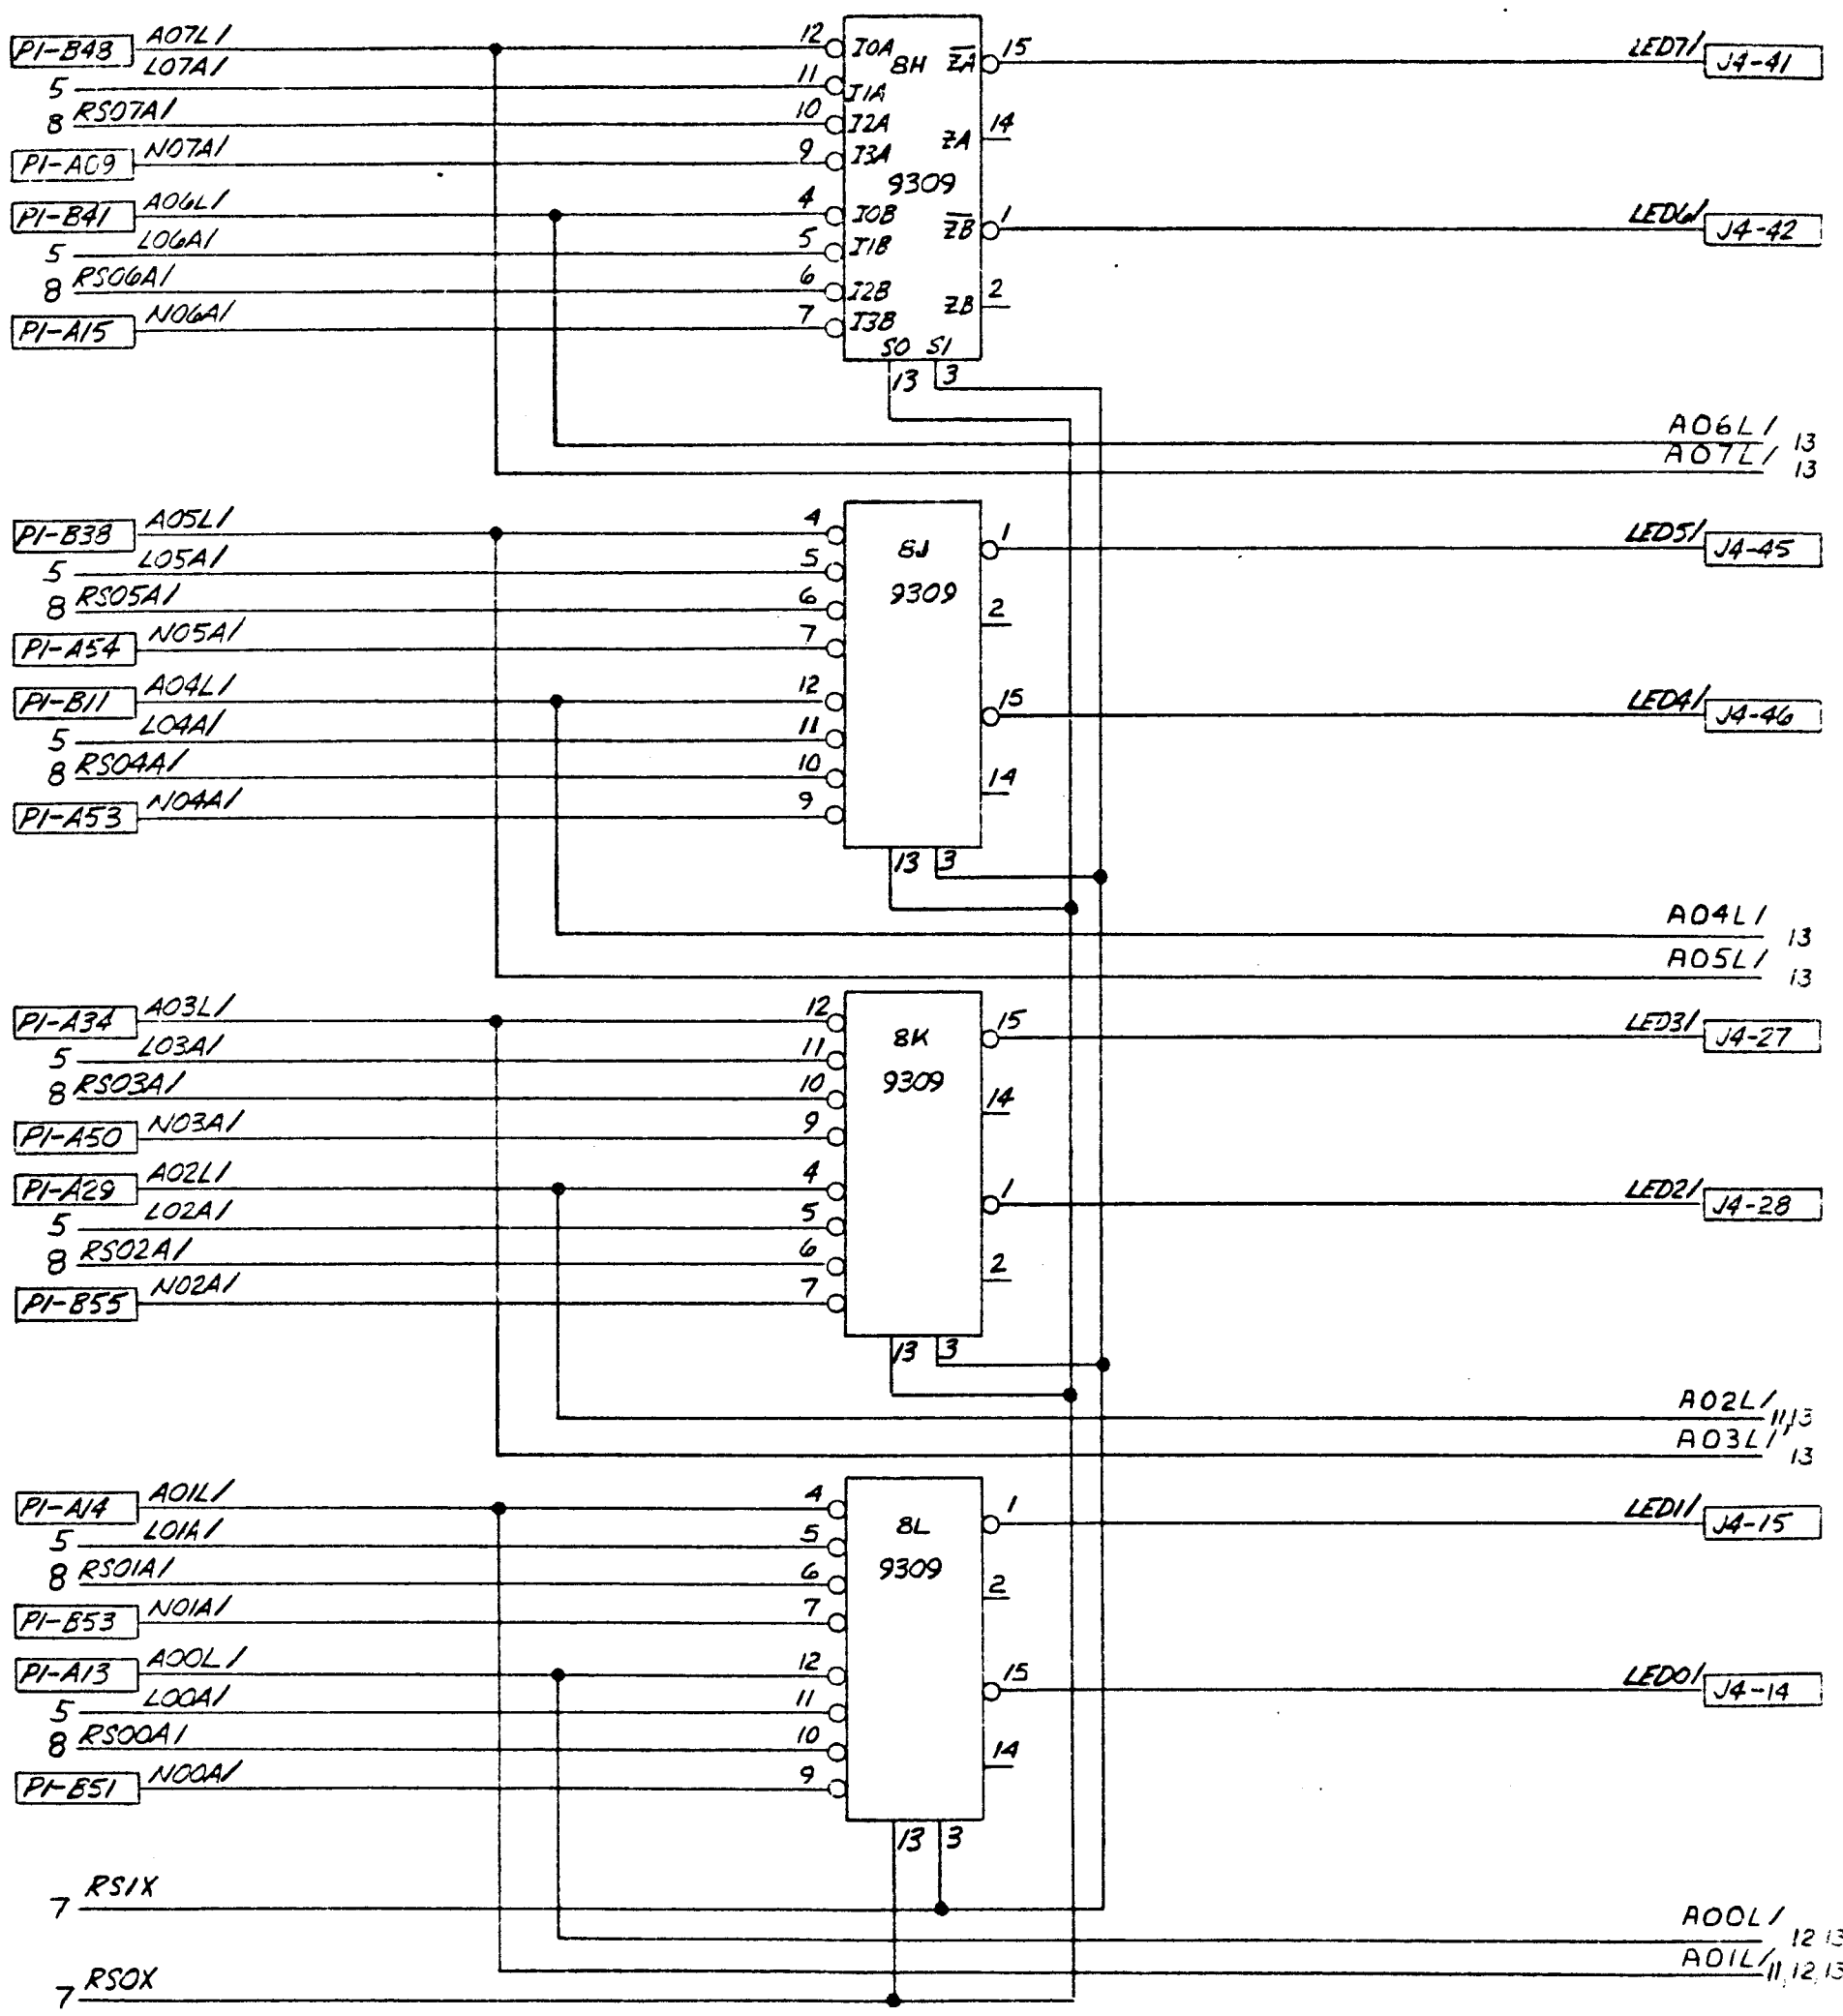 P1-B43 A07L/ 12 I0A 8H ZA 15 LED7/ J4-41
5 L07A/ 11 I1A
8 RS07A/ 10 I2A ZA 14
P1-A09 N07A/ 9 I3A
9309
P1-B41 A06L/ 4 I0B ZB 1 LED6/ J4-42
5 L06A/ 5 I1B
8 RS06A/ 6 I2B ZB 2
P1-A15 N06A/ 7 I3B
S0 S1
13 3
A06L/ 13
A07L/ 13
P1-B38 A05L/ 4 8J 1 LED5/ J4-45
5 L05A/ 5
8 RS05A/ 6 9309 2
P1-A54 N05A/ 7
P1-B11 A04L/ 12 15 LED4/ J4-46
5 L04A/ 11
8 RS04A/ 10 14
P1-A53 N04A/ 9
13 3
A04L/ 13
A05L/ 13
P1-A34 A03L/ 12 8K 15 LED3/ J4-27
5 L03A/ 11
8 RS03A/ 10 9309 14
P1-A50 N03A/ 9
P1-A29 A02L/ 4 1 LED2/ J4-28
5 L02A/ 5
8 RS02A/ 6 2
P1-B55 N02A/ 7
13 3
A02L/ 11,13
A03L/ 13
P1-A14 A01L/ 4 8L 1 LED1/ J4-15
5 L01A/ 5
8 RS01A/ 6 9309 2
P1-B53 N01A/ 7
P1-A13 A00L/ 12 15 LED0/ J4-14
5 L00A/ 11
8 RS00A/ 10 14
P1-B51 N00A/ 9
13 3
7 RS1X
A00L/ 12 13
A01L/ 11,12,13
7 RS0X